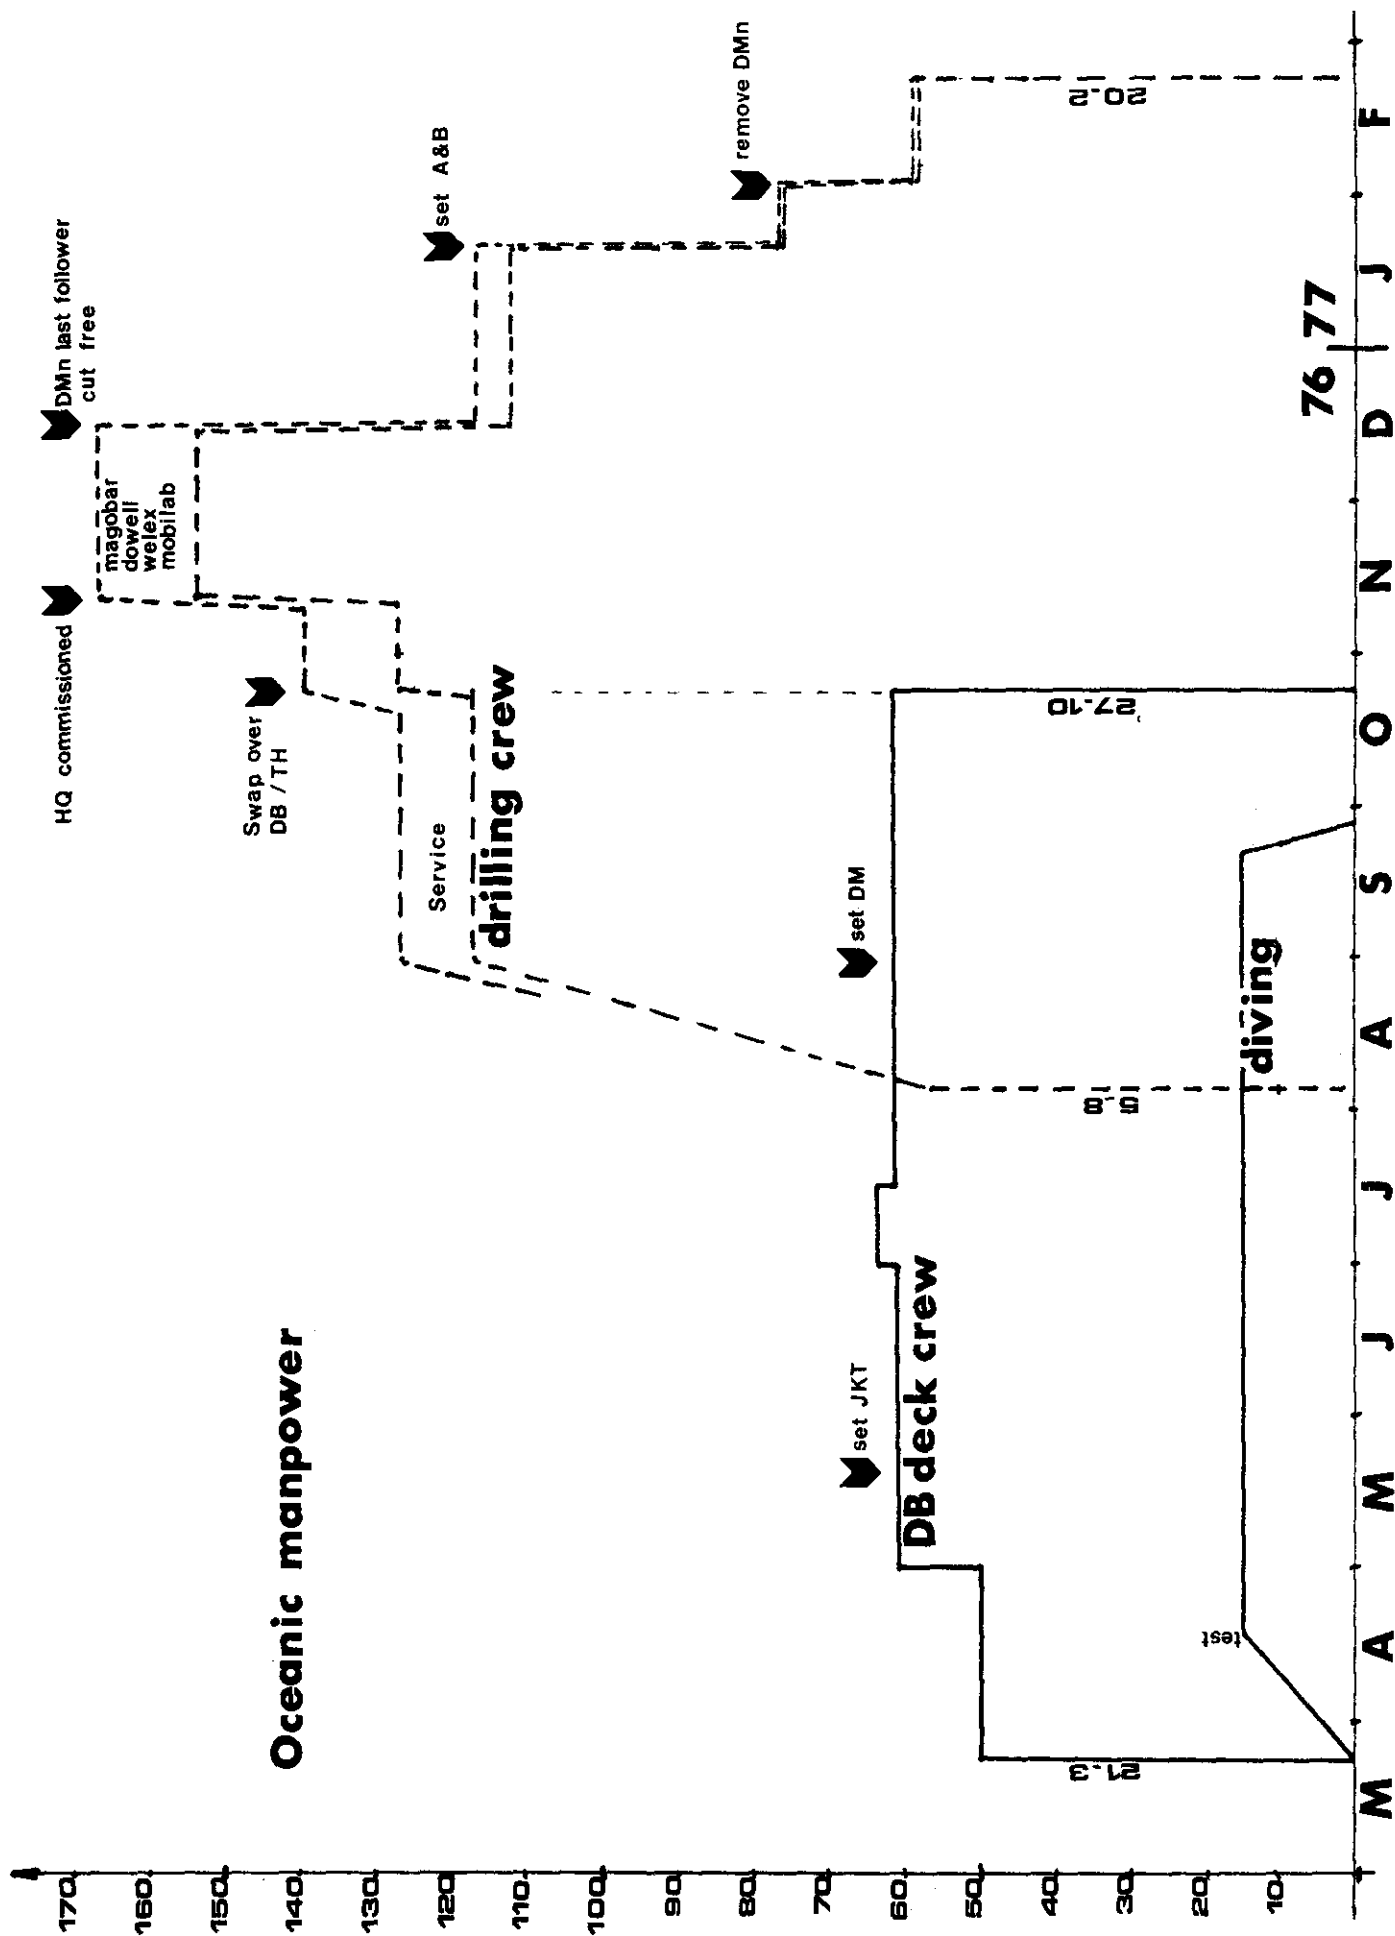 Oceanic manpower
170
160
150
140
130
120
110
100
90
80
70
60
50
40
30
20
10
HQ commissioned
DMn last follower
cut free
magobar
dowell
welex
mobilab
Swap over
DB / TH
set A&B
Service
drilling crew
remove DMn
set JKT
set DM
DB deck crew
21.3
5.8
27.10
20.2
test
diving
76 77
M A M J J A S O N D J F